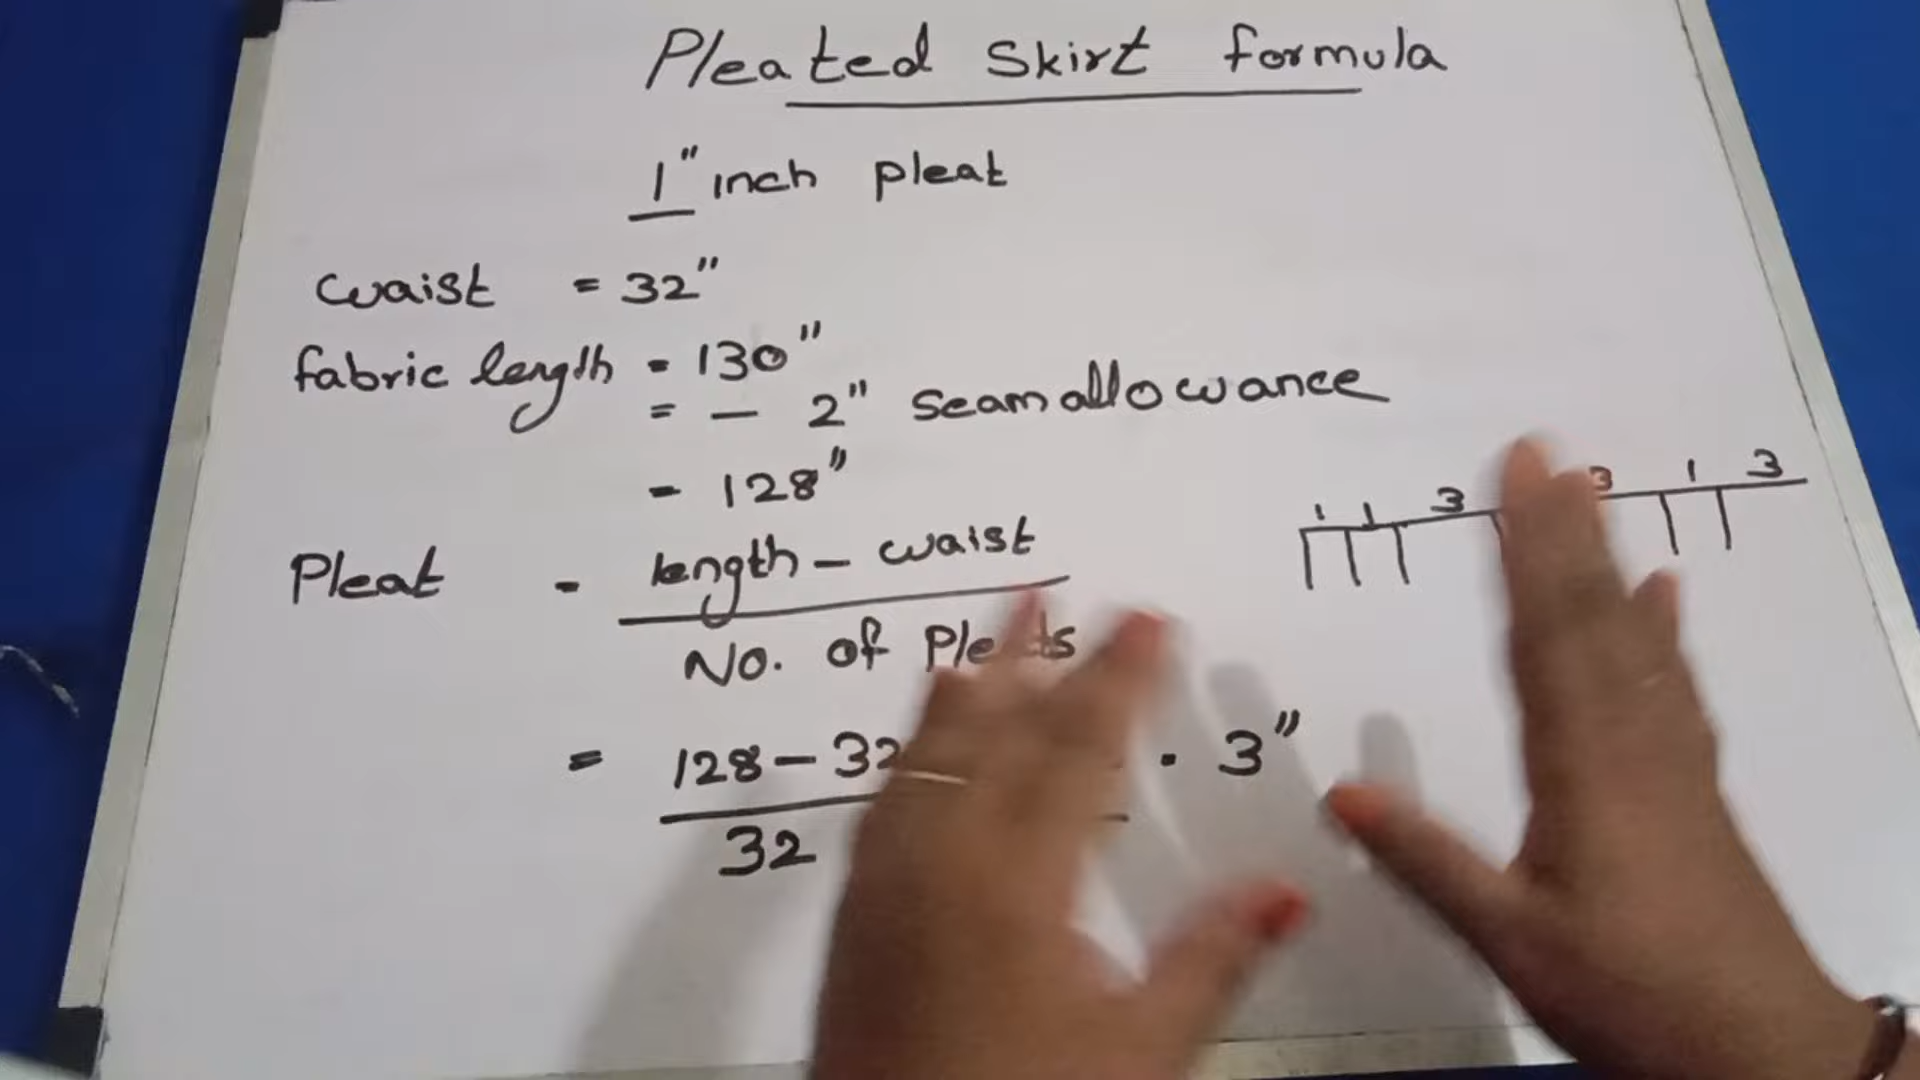 Pleated Skirt formula
1" inch pleat
waist = 32"
fabric length = 130"
= - 2" seam allowance
= 128"
1 1 3 3 1 3
Pleat = length - waist
No. of Pleats
= 128 - 32 = 3"
32